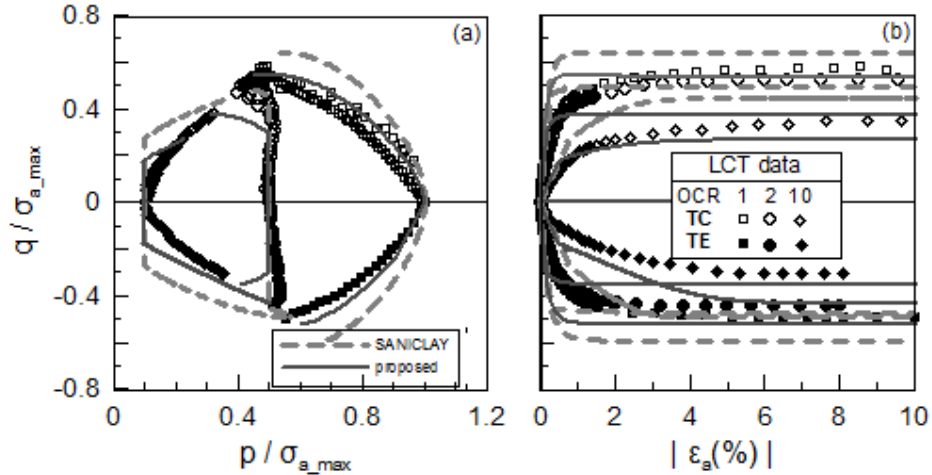 0.8
0.4
0
-0.4
-0.8
q / σa_max
(a)
SANICLAY
proposed
0 0.4 0.8 1.2
p / σa_max
(b)
LCT data
OCR 1 2 10
TC
TE
0 2 4 6 8 10
| εa(%) |